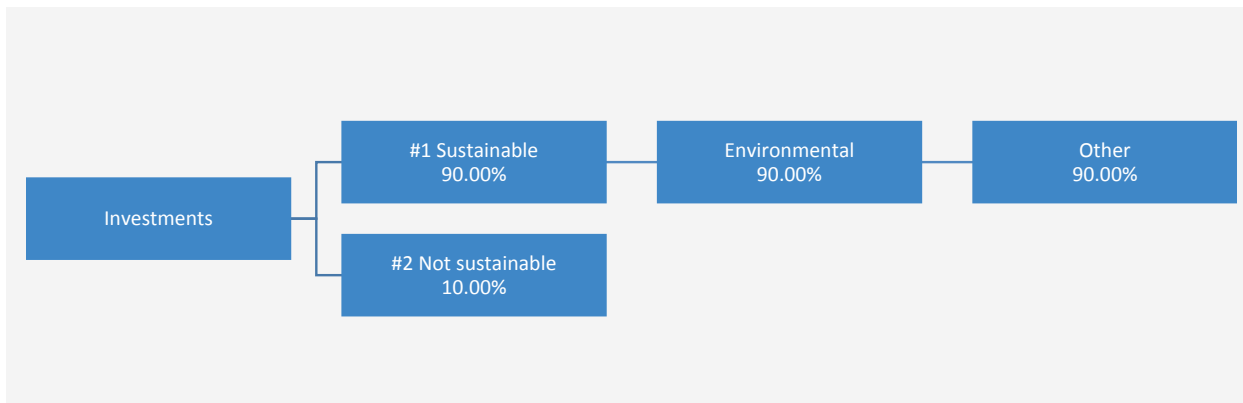 Investments
#1 Sustainable
90.00%
#2 Not sustainable
10.00%
Environmental
90.00%
Other
90.00%